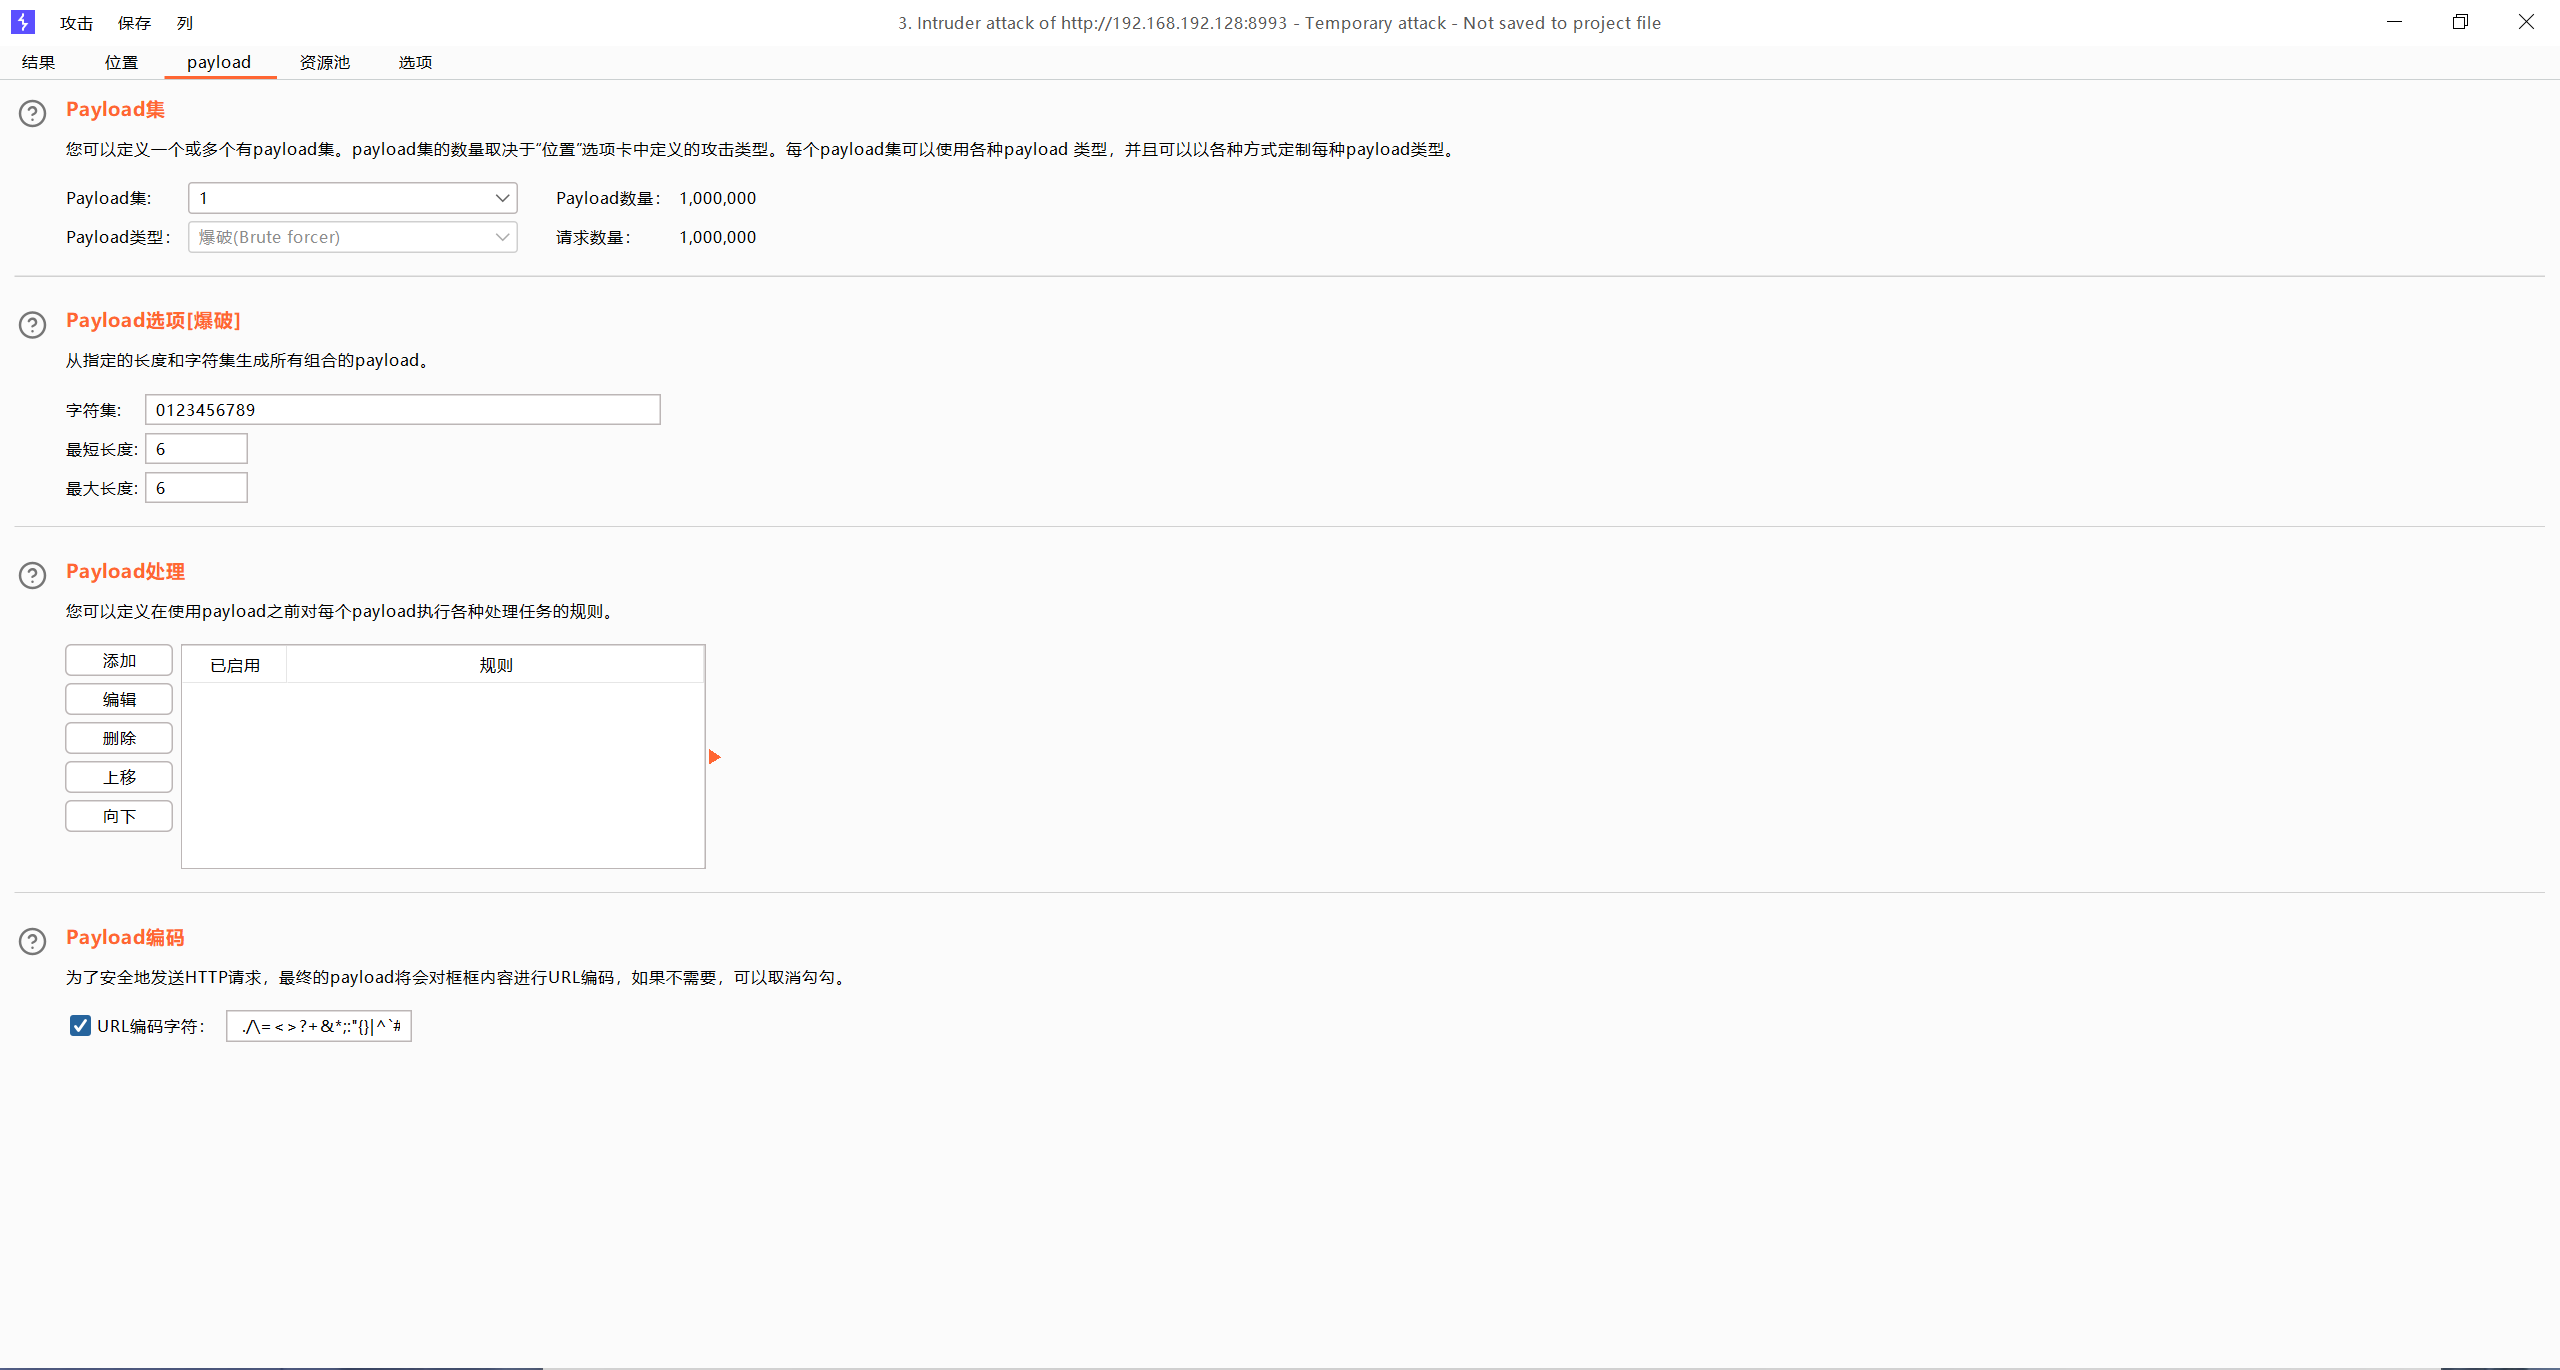 攻击 保存 列 3. Intruder attack of http://192.168.192.128:8993 - Temporary attack - Not saved to project file
结果 位置 payload 资源池 选项
Payload集
您可以定义一个或多个有payload集。payload集的数量取决于“位置”选项卡中定义的攻击类型。每个payload集可以使用各种payload 类型，并且可以以各种方式定制每种payload类型。
Payload集: 1 Payload数量: 1,000,000
Payload类型: 爆破(Brute forcer) 请求数量: 1,000,000
Payload选项[爆破]
从指定的长度和字符集生成所有组合的payload。
字符集: 0123456789
最短长度: 6
最大长度: 6
Payload处理
您可以定义在使用payload之前对每个payload执行各种处理任务的规则。
添加 已启用 规则
编辑
删除
上移
向下
Payload编码
为了安全地发送HTTP请求，最终的payload将会对框框内容进行URL编码，如果不需要，可以取消勾勾。
URL编码字符: ./\=<>?+&*;:"{}|^`#